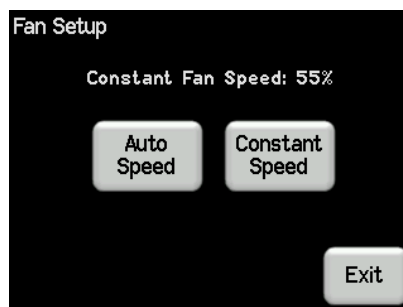 Fan Setup
Constant Fan Speed: 55%
Auto Speed
Constant Speed
Exit